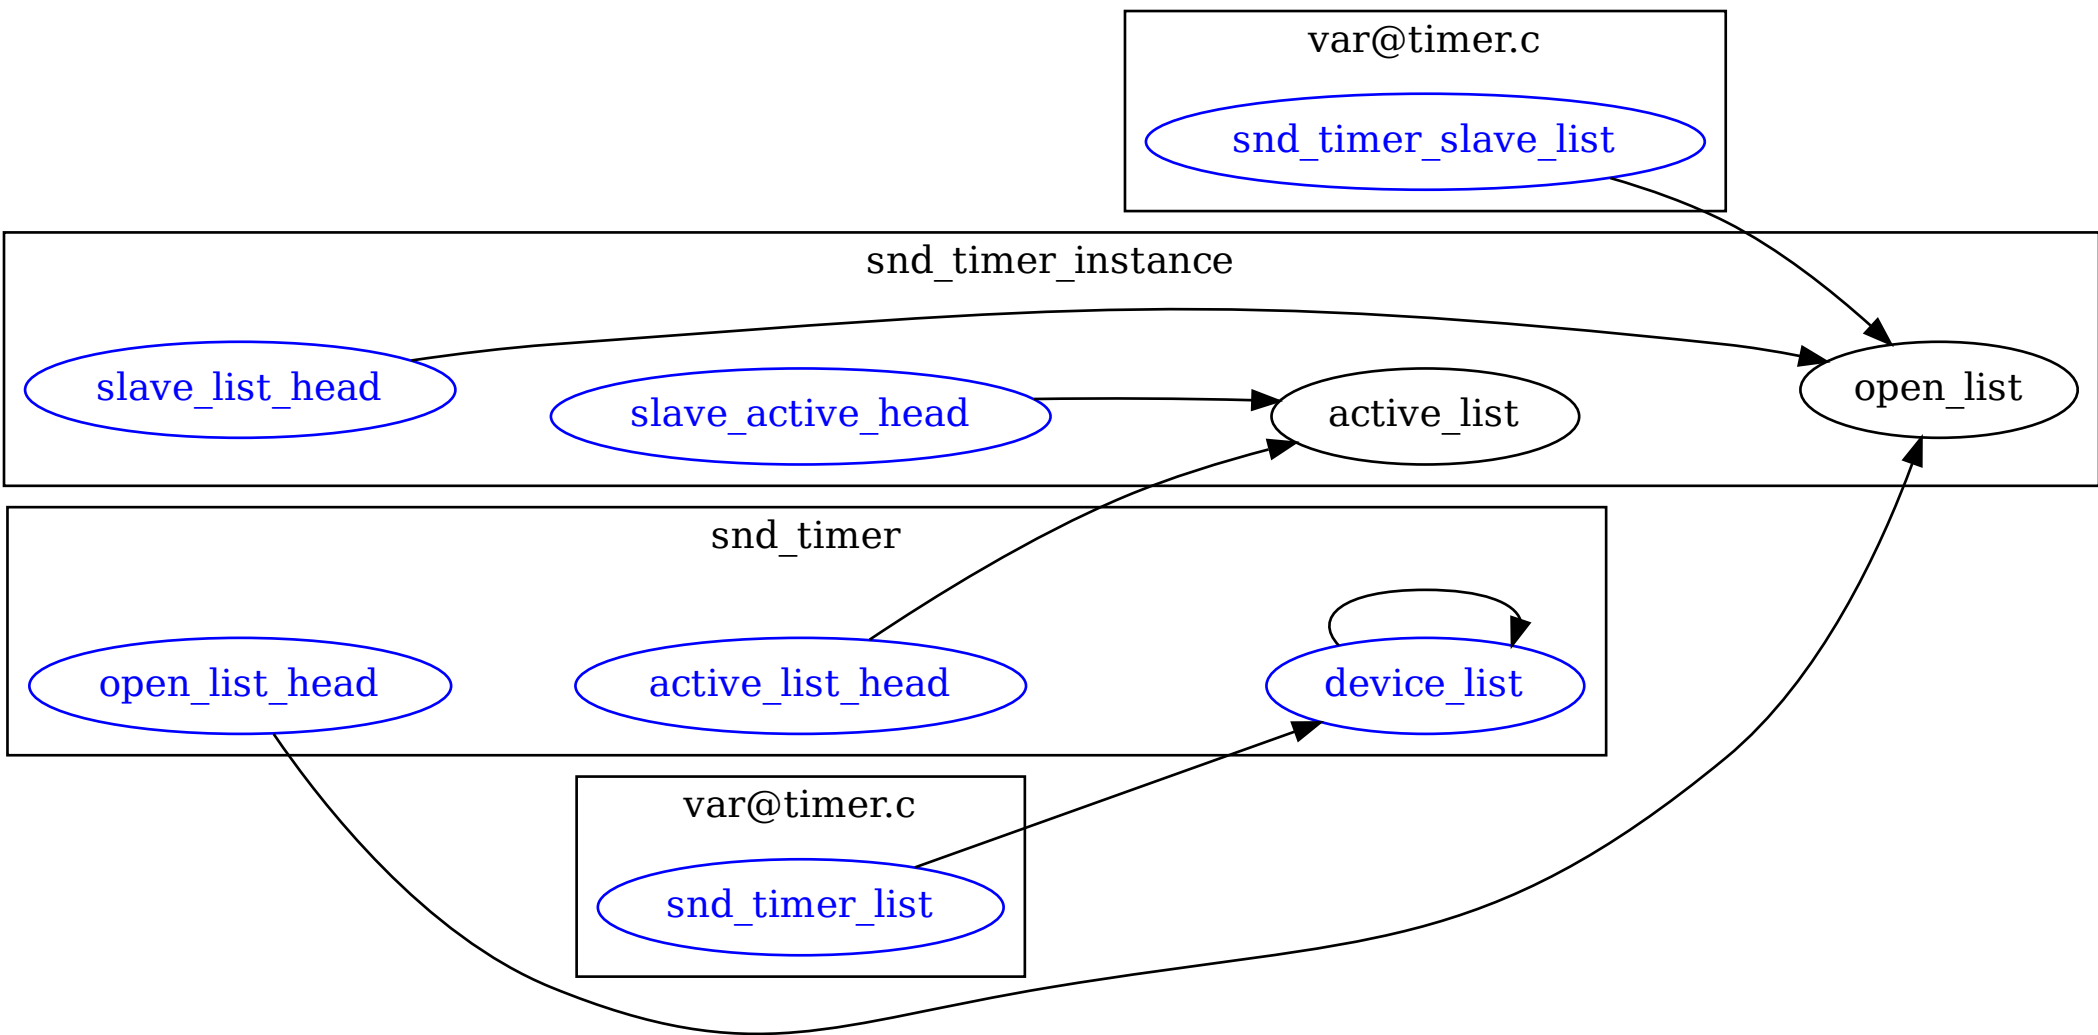 var@timer.c
snd_timer_slave_list
snd_timer_instance
slave_list_head
slave_active_head
active_list
open_list
snd_timer
open_list_head
active_list_head
device_list
var@timer.c
snd_timer_list